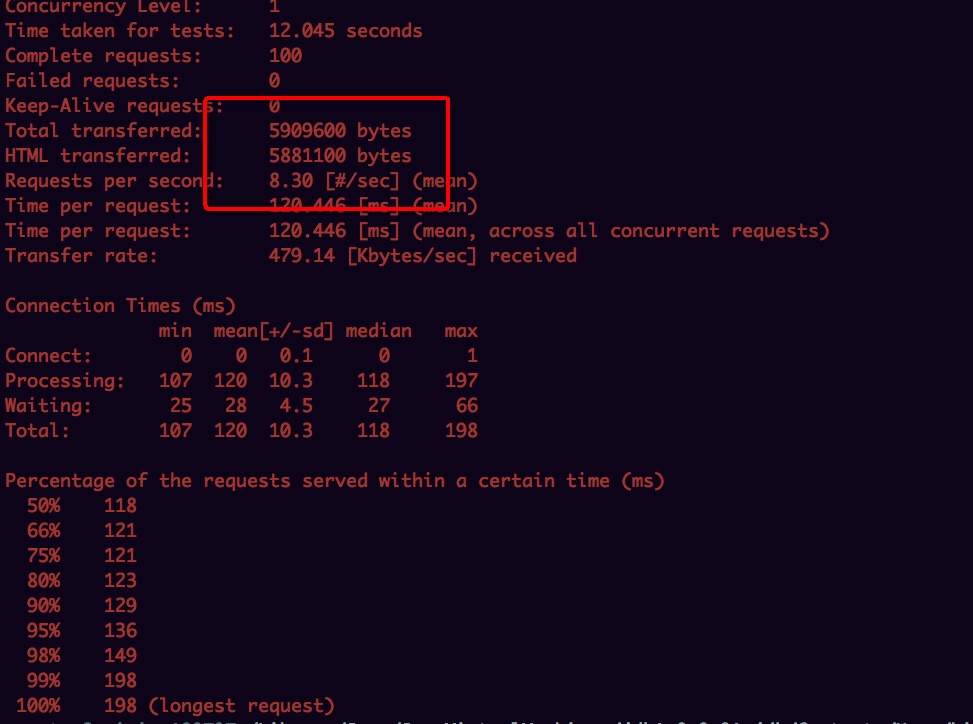 Concurrency Level:      1
Time taken for tests:   12.045 seconds
Complete requests:      100
Failed requests:        0
Keep-Alive requests:    0
Total transferred:      5909600 bytes
HTML transferred:       5881100 bytes
Requests per second:    8.30 [#/sec] (mean)
Time per request:       120.446 [ms] (mean)
Time per request:       120.446 [ms] (mean, across all concurrent requests)
Transfer rate:          479.14 [Kbytes/sec] received
Connection Times (ms)
              min  mean[+/-sd] median   max
Connect:        0    0   0.1      0       1
Processing:   107  120  10.3    118     197
Waiting:       25   28   4.5     27      66
Total:        107  120  10.3    118     198
Percentage of the requests served within a certain time (ms)
  50%    118
  66%    121
  75%    121
  80%    123
  90%    129
  95%    136
  98%    149
  99%    198
 100%    198 (longest request)